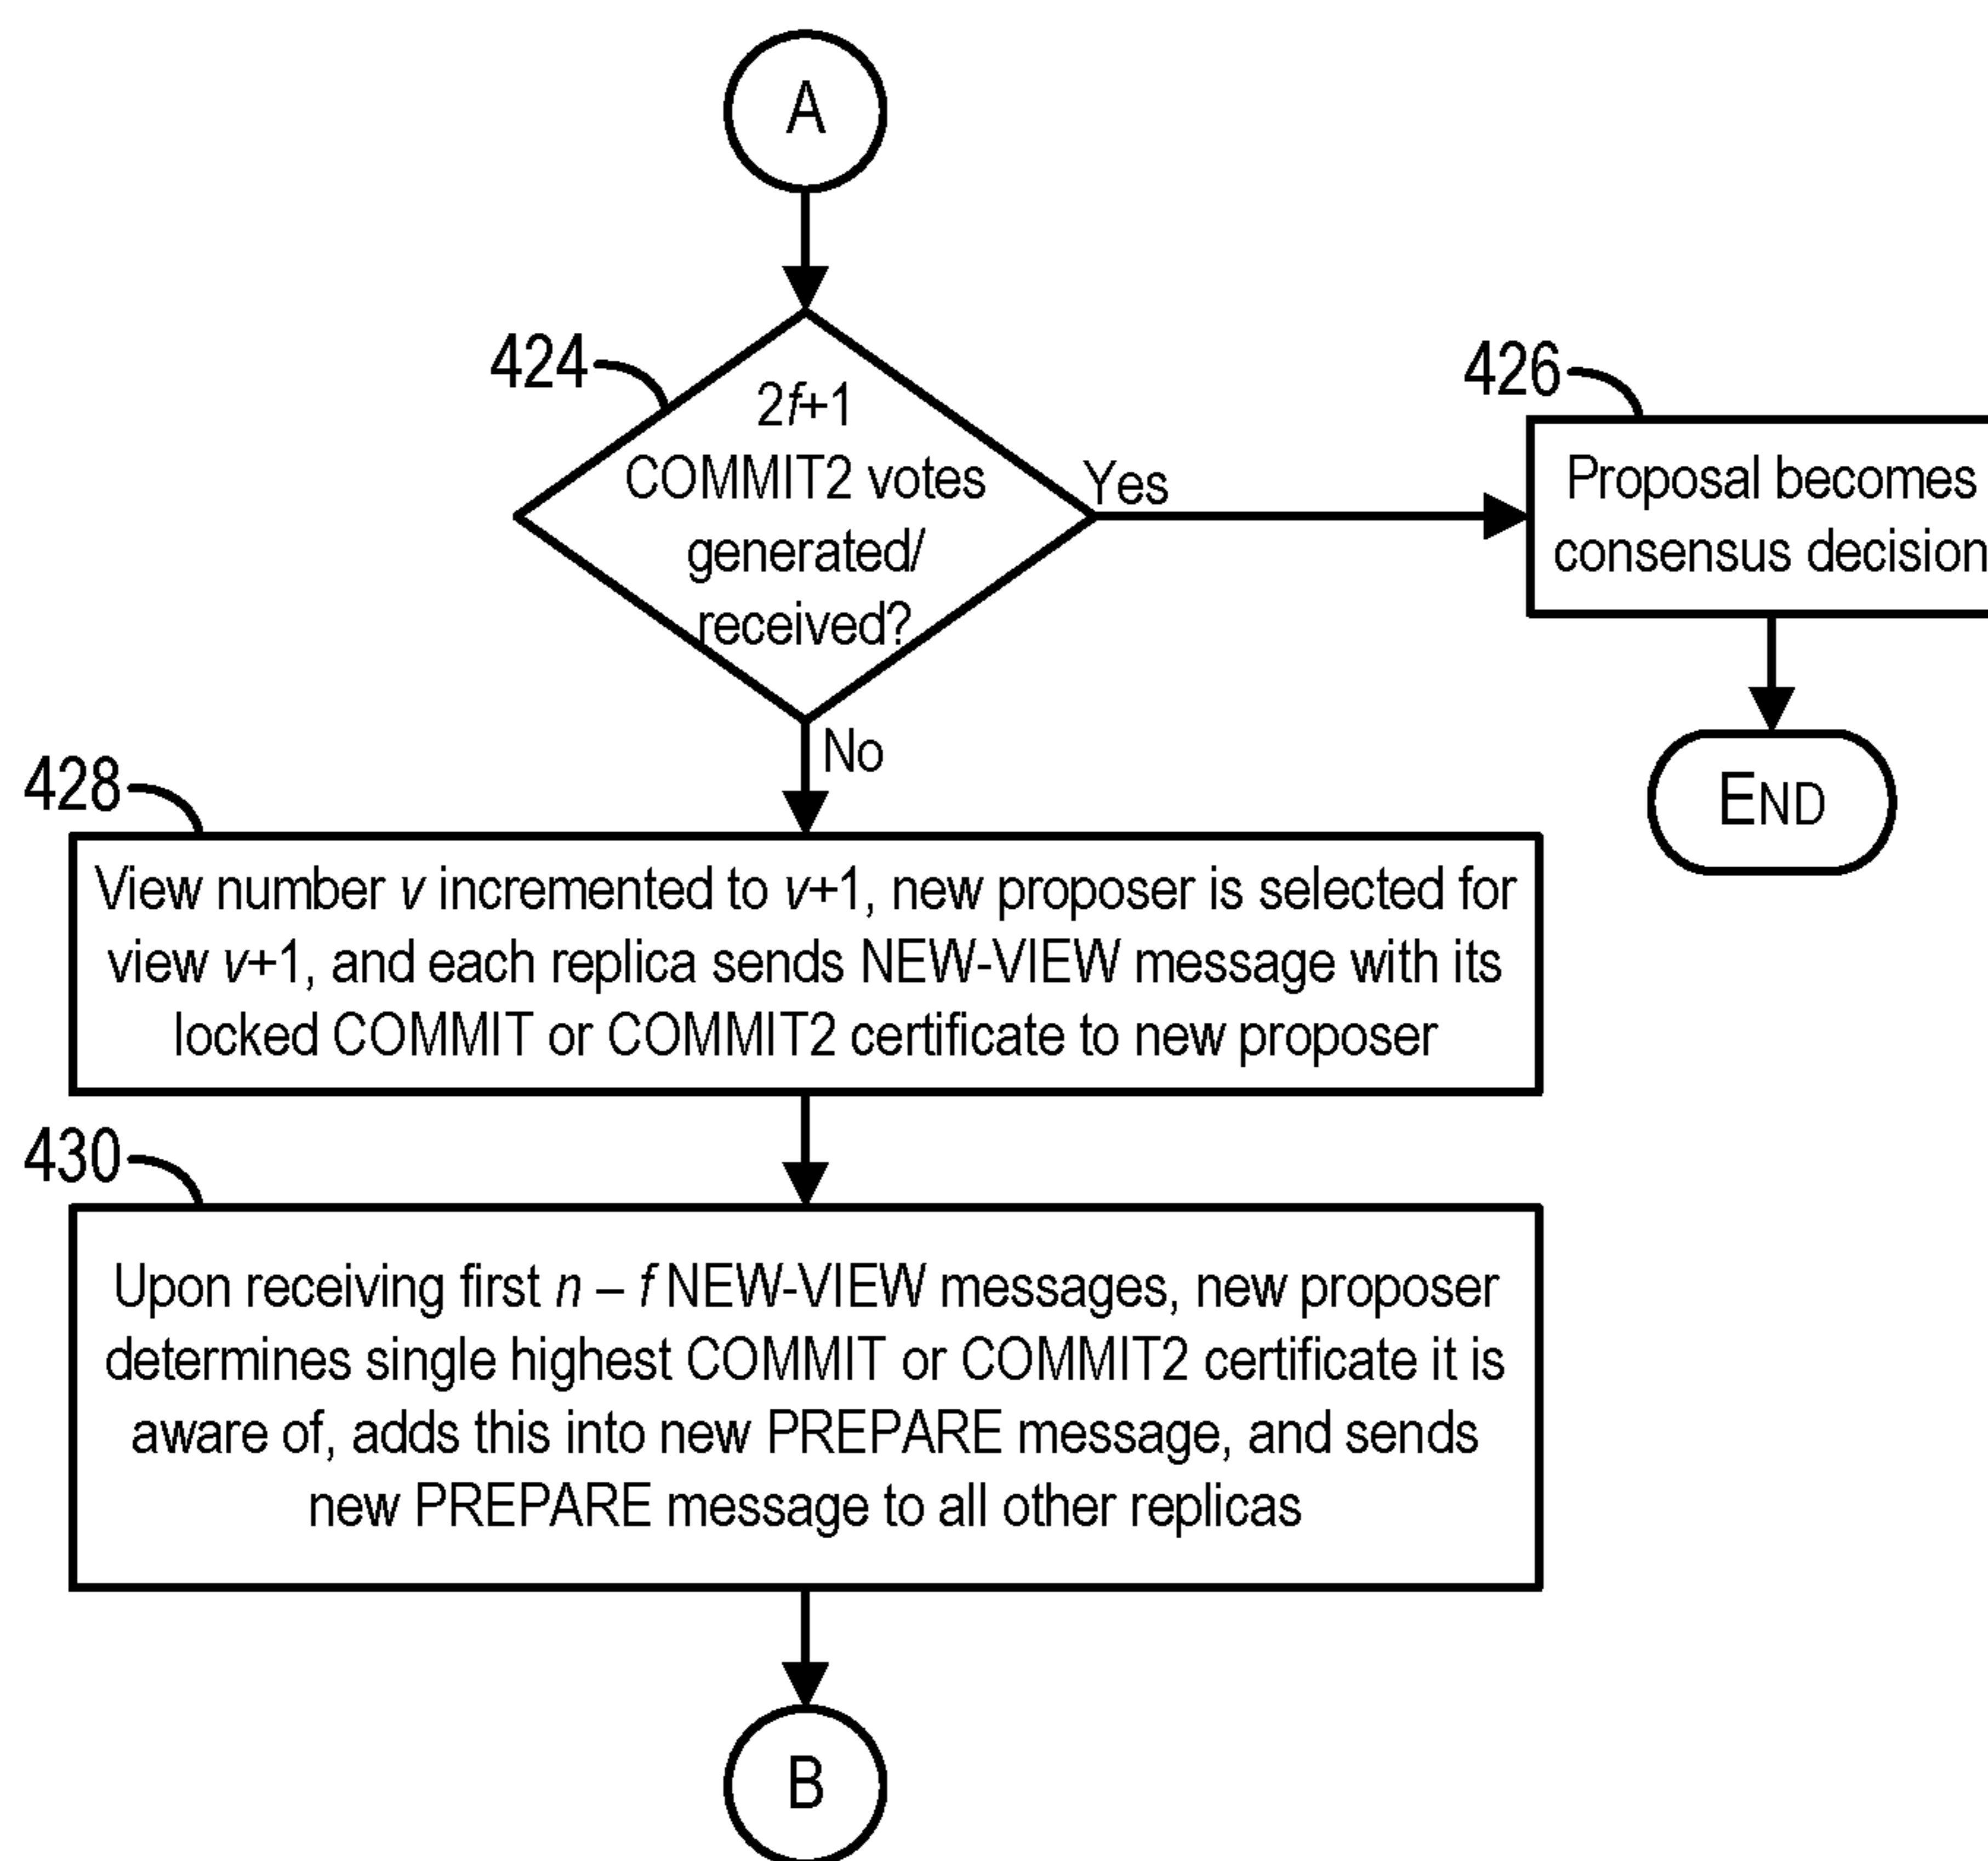 A
424
2f+1
COMMIT2 votes
generated/
received?
Yes
426
Proposal becomes
consensus decision
END
No
428
View number v incremented to v+1, new proposer is selected for
view v+1, and each replica sends NEW-VIEW message with its
locked COMMIT or COMMIT2 certificate to new proposer
430
Upon receiving first n – f NEW-VIEW messages, new proposer
determines single highest COMMIT or COMMIT2 certificate it is
aware of, adds this into new PREPARE message, and sends
new PREPARE message to all other replicas
B